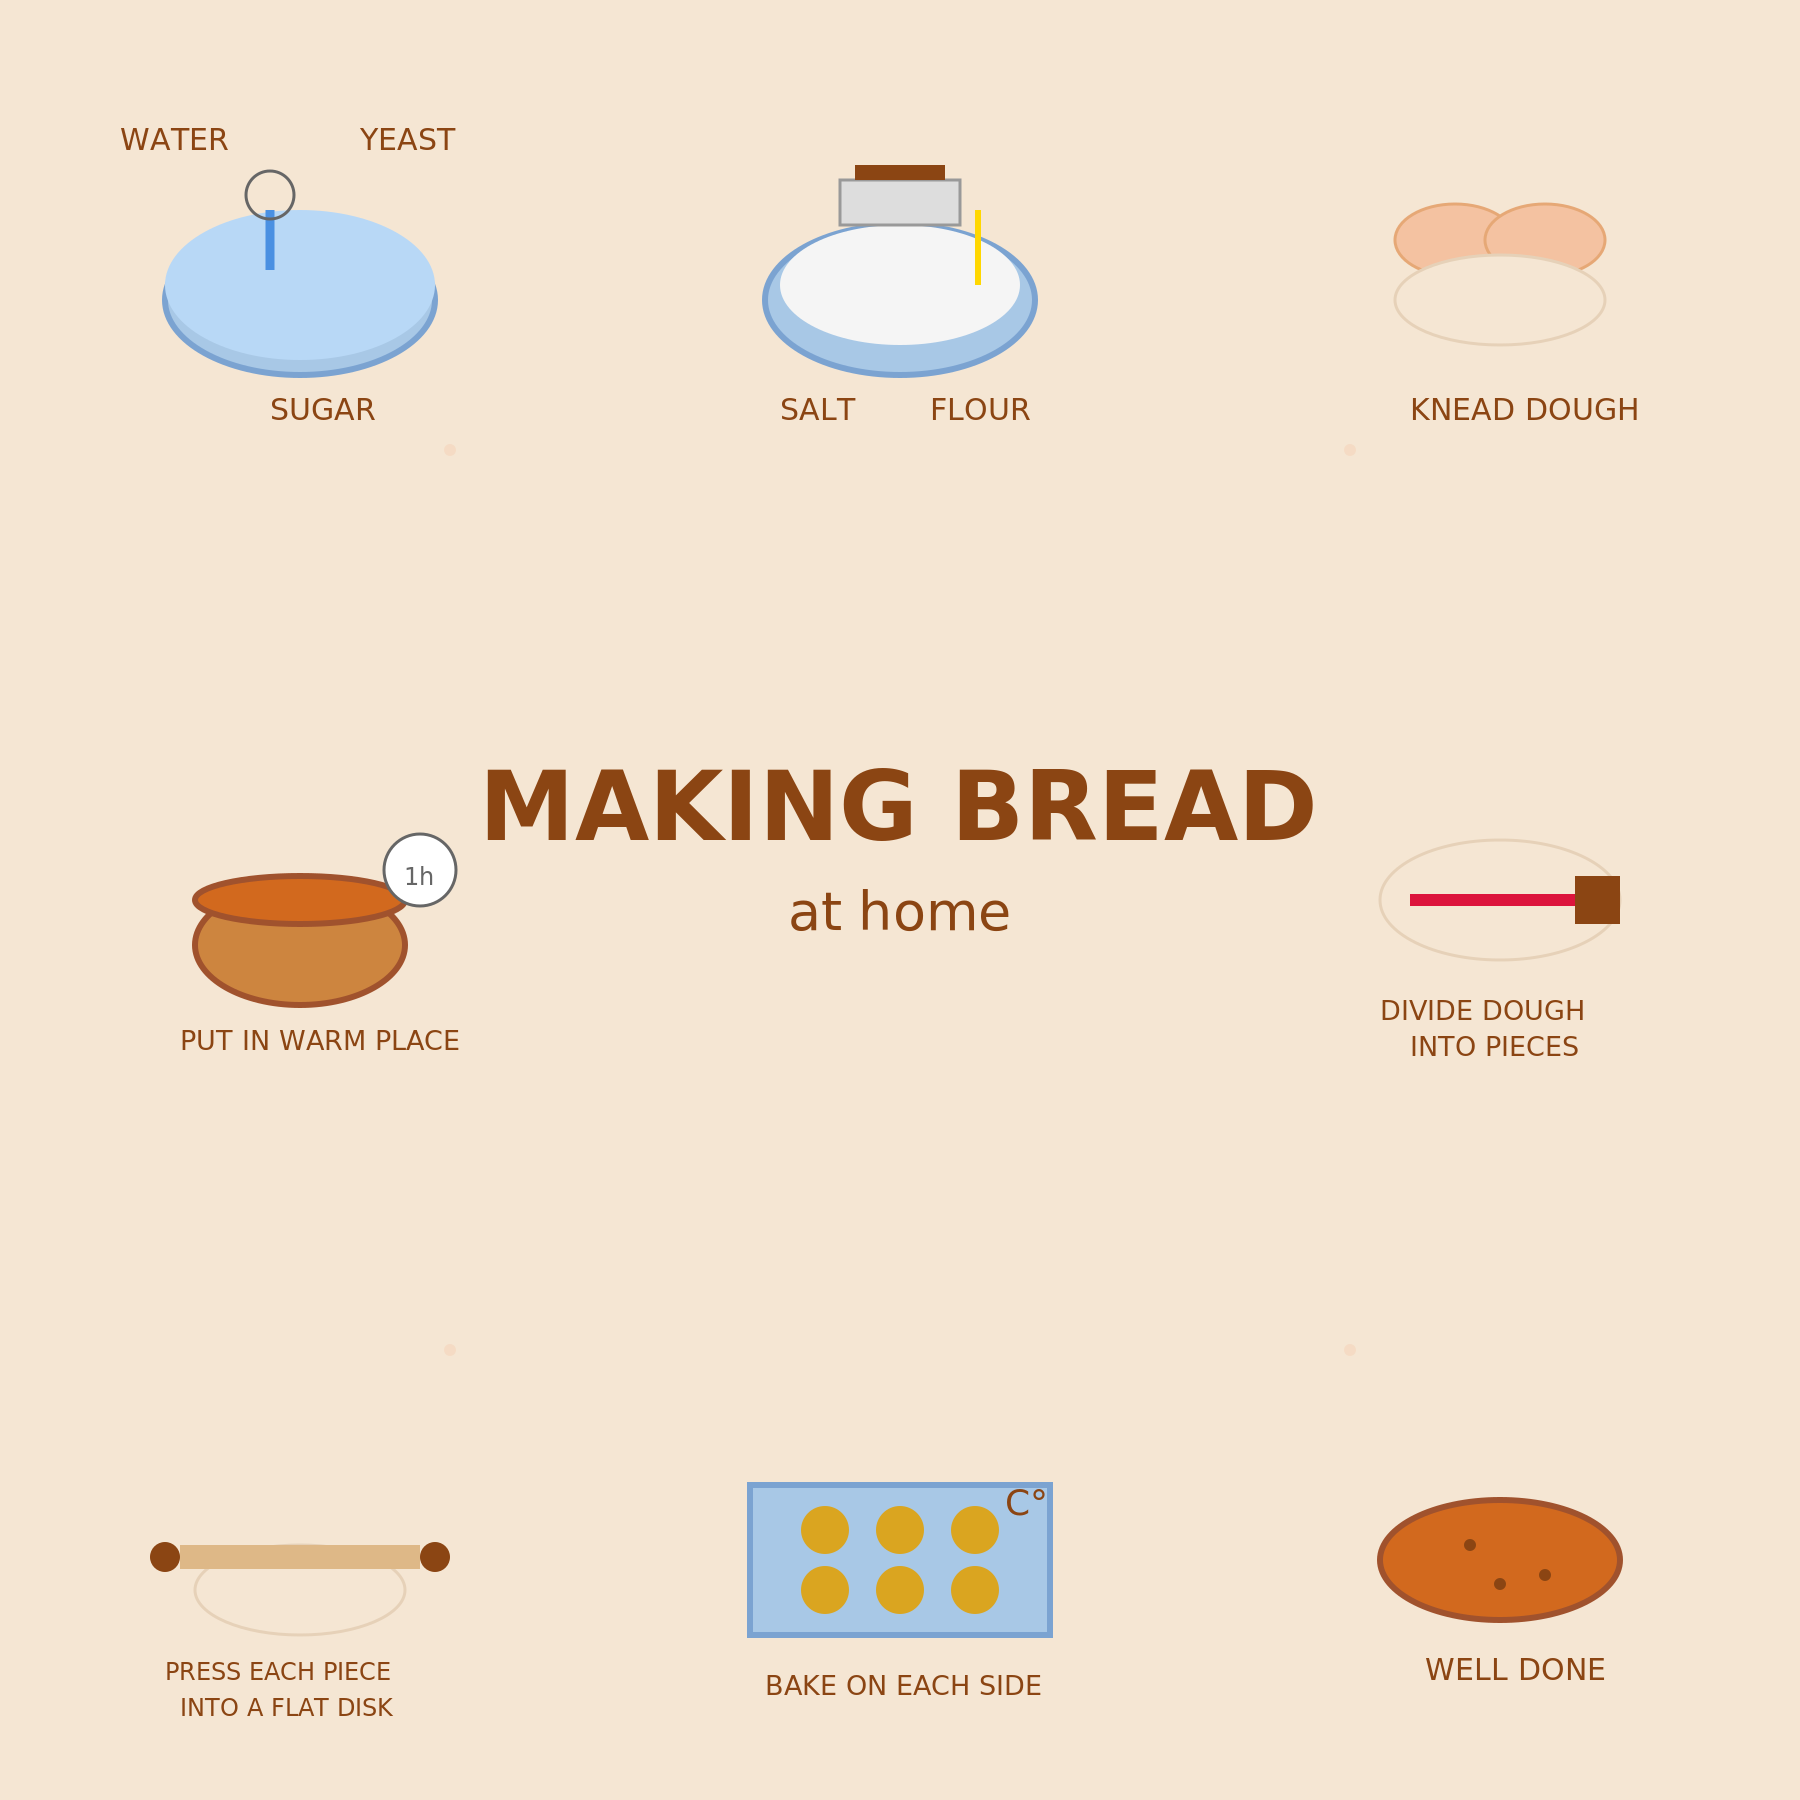 WATER YEAST
SUGAR
SALT FLOUR
KNEAD DOUGH
MAKING BREAD
at home
1h
PUT IN WARM PLACE
DIVIDE DOUGH
INTO PIECES
PRESS EACH PIECE
INTO A FLAT DISK
C°
BAKE ON EACH SIDE
WELL DONE